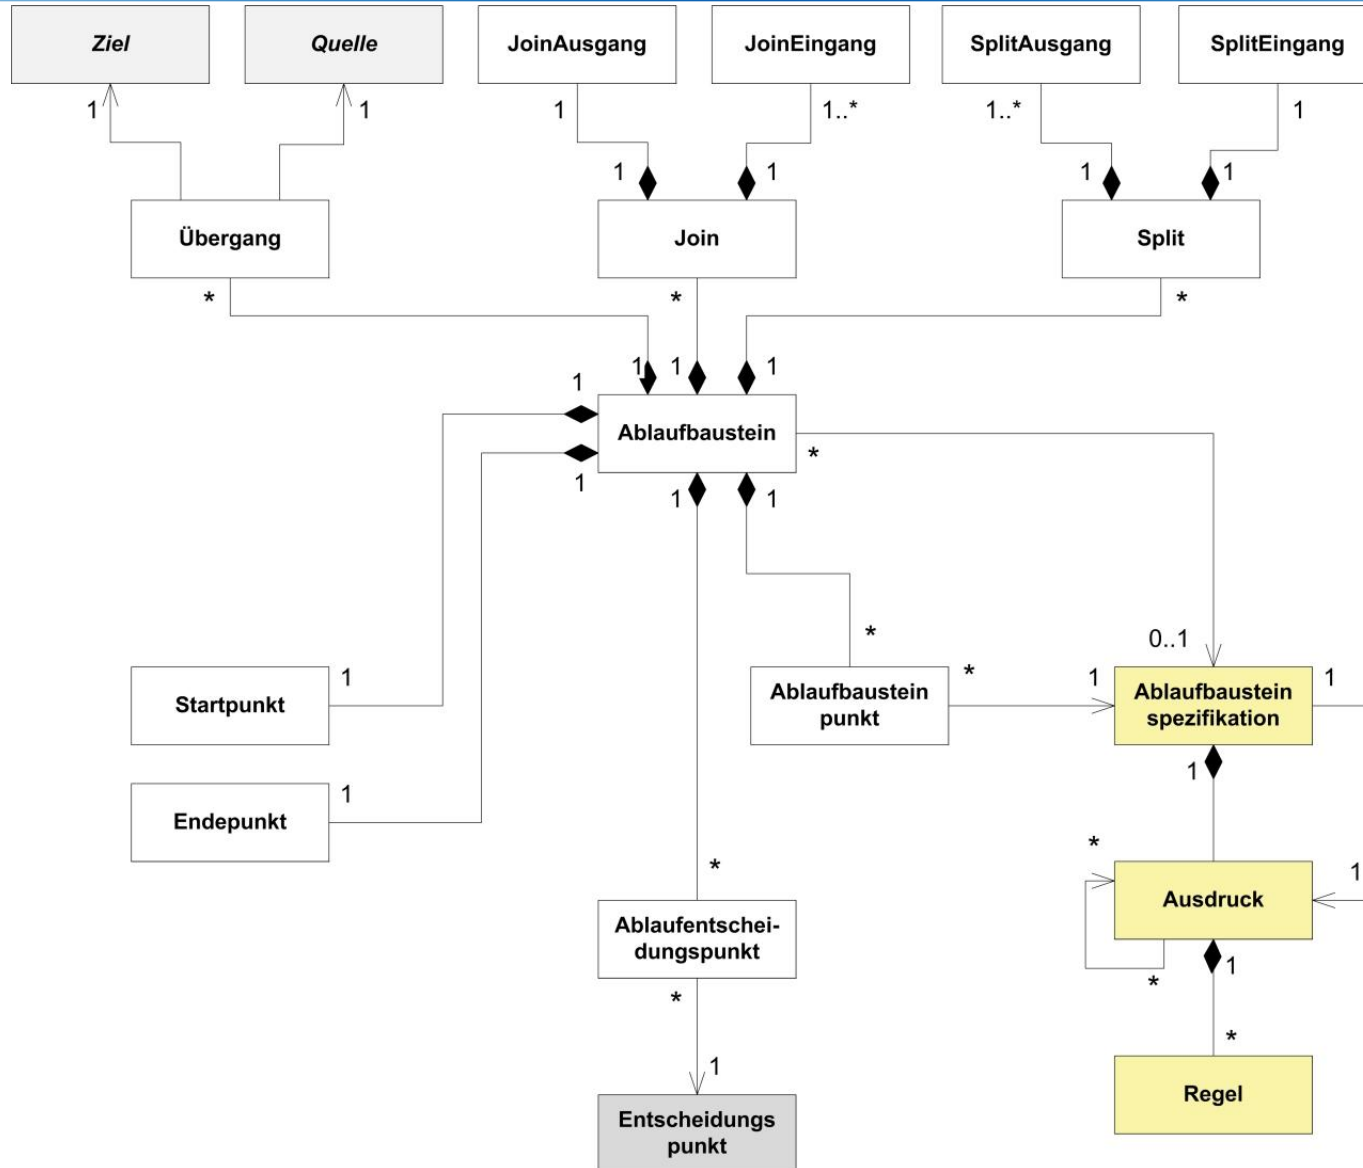 Ziel
Quelle
JoinAusgang
JoinEingang
SplitAusgang
SplitEingang
1
1
1
1..*
1..*
1
1
1
1
1
Übergang
Join
Split
*
*
*
1
1
1
1
Ablaufbaustein
*
1
1
1
*
0..1
Startpunkt
1
Ablaufbaustein
punkt
*
1
Ablaufbaustein
spezifikation
1
1
Endepunkt
1
*
*
Ausdruck
1
*
1
Ablaufentschei-
dungspunkt
*
1
*
Regel
Entscheidungs
punkt